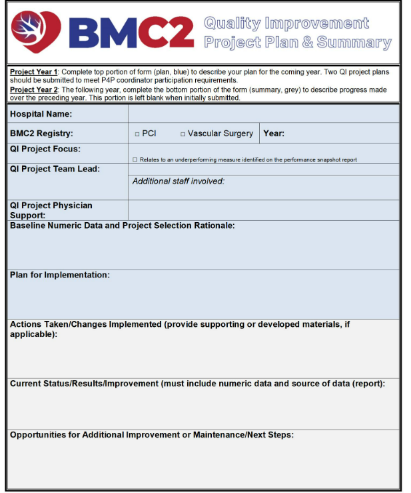 BMC2
Quality Improvement
Project Plan & Summary
Project Year 1: Complete top portion of form (plan, blue) to describe your plan for the coming year. Two QI project plans
should be submitted to meet P4P coordinator participation requirements.
Project Year 2: The following year, complete the bottom portion of the form (summary, grey) to describe progress made
over the preceding year. This portion is left blank when initially submitted.
Hospital Name:
BMC2 Registry: □ PCI □ Vascular Surgery Year:
QI Project Focus:
□ Relates to an underperforming measure identified on the performance snapshot report
QI Project Team Lead:
Additional staff involved:
QI Project Physician
Support:
Baseline Numeric Data and Project Selection Rationale:
Plan for Implementation:
Actions Taken/Changes Implemented (provide supporting or developed materials, if
applicable):
Current Status/Results/Improvement (must include numeric data and source of data (report):
Opportunities for Additional Improvement or Maintenance/Next Steps: